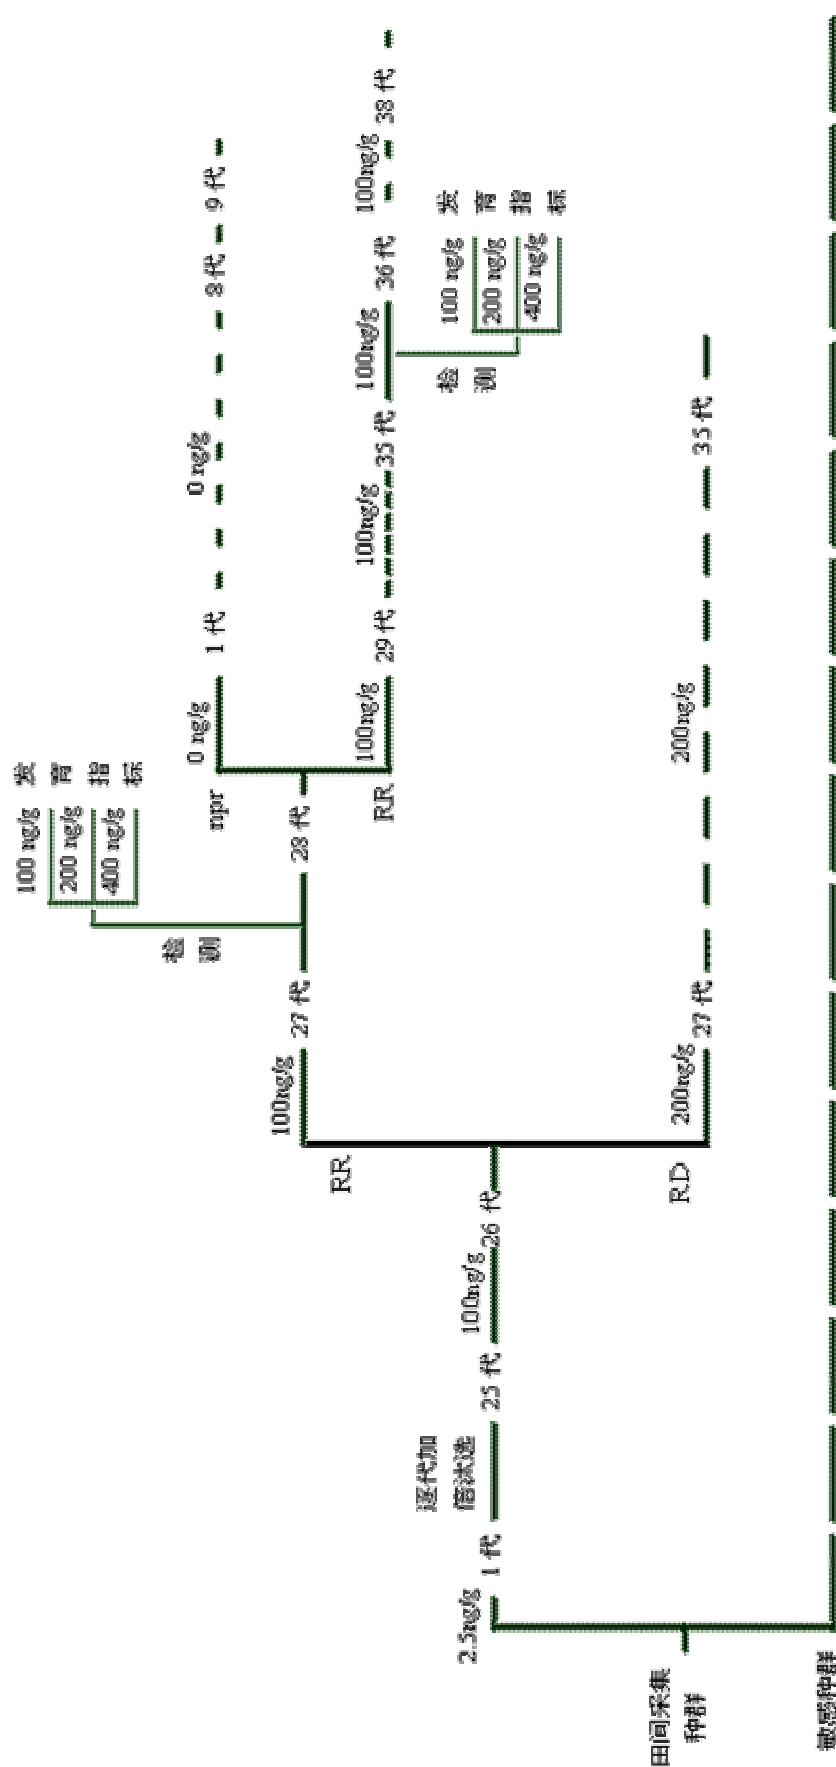 田间采集
种群
敏感种群
2.5ng/g
1 代
逐代加
倍汰选
25 代
100ng/g
26 代
RR
RD
100ng/g
27 代
200ng/g
27 代
200ng/g
35 代
检
测
100 ng/g
200 ng/g
400 ng/g
发
育
指
标
28 代
npr
RR
0 ng/g
1 代
0 ng/g
8 代
9 代
100ng/g
29 代
100ng/g
35 代
100ng/g
36 代
100ng/g
38 代
检
测
100 ng/g
200 ng/g
400 ng/g
发
育
指
标